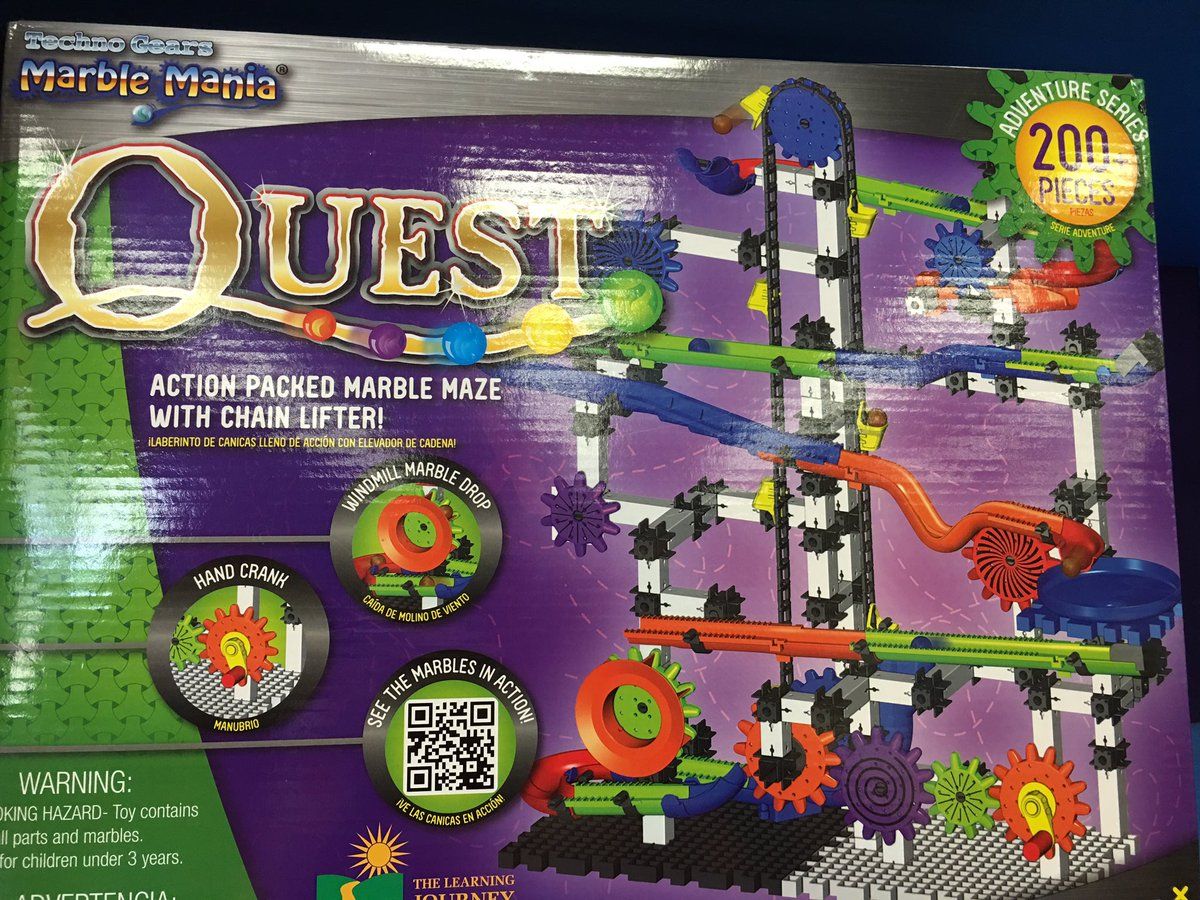 Techno Gears
Marble Mania®
QUEST
ADVENTURE SERIES
200
PIECES
PIEZAS
SERIE ADVENTURE
ACTION PACKED MARBLE MAZE
WITH CHAIN LIFTER!
¡LABERINTO DE CANICAS LLENO DE ACCIÓN CON ELEVADOR DE CADENA!
WINDMILL MARBLE DROP
CAÍDA DE MOLINO DE VIENTO
HAND CRANK
MANUBRIO
SEE THE MARBLES IN ACTION!
¡VE LAS CANICAS EN ACCIÓN!
WARNING:
OKING HAZARD- Toy contains
ll parts and marbles.
for children under 3 years.
ADVERTENCIA:
THE LEARNING
JOURNEY